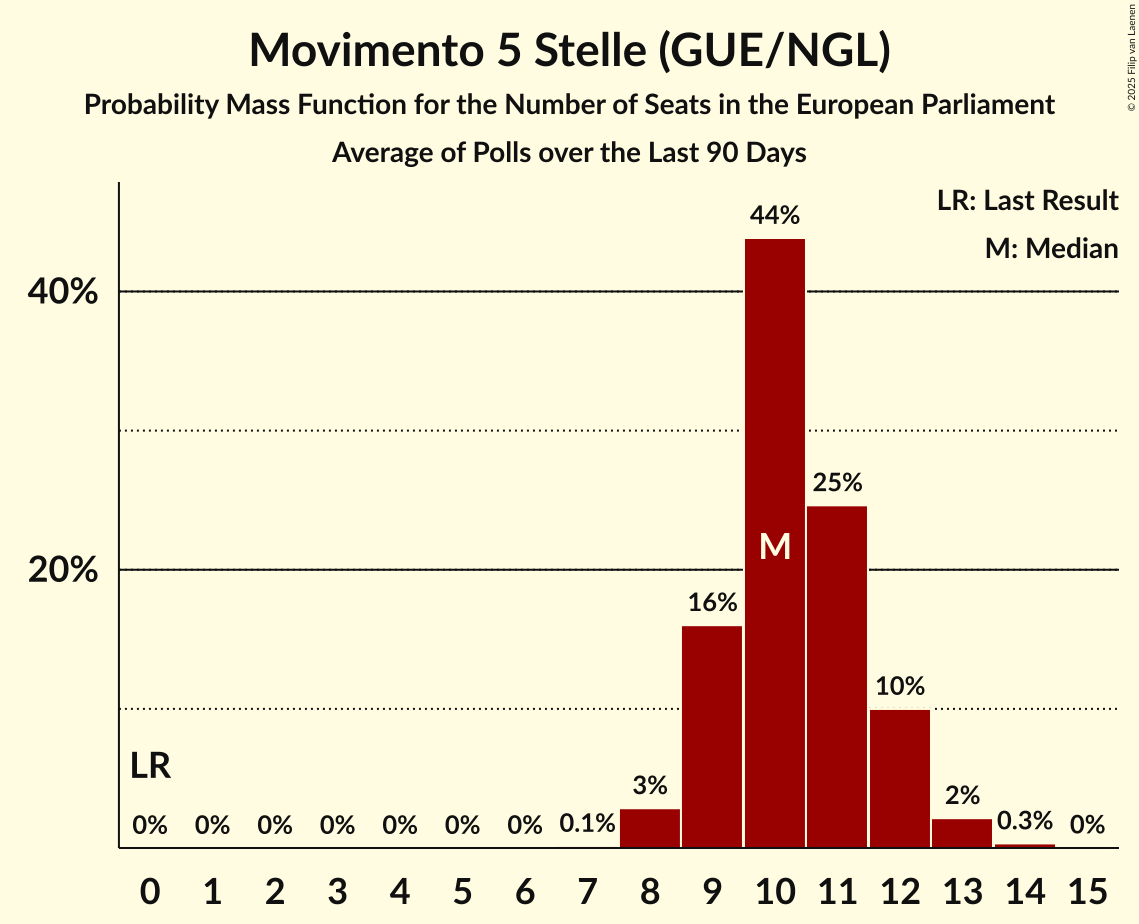 Movimento 5 Stelle (GUE/NGL)
Probability Mass Function for the Number of Seats in the European Parliament
Average of Polls over the Last 90 Days
© 2025 Filip van Laenen
LR: Last Result
M: Median
44%
40%
25%
M
20%
16%
10%
LR
3%
2%
0% 0% 0% 0% 0% 0% 0% 0.1% 0.3% 0%
0 1 2 3 4 5 6 7 8 9 10 11 12 13 14 15